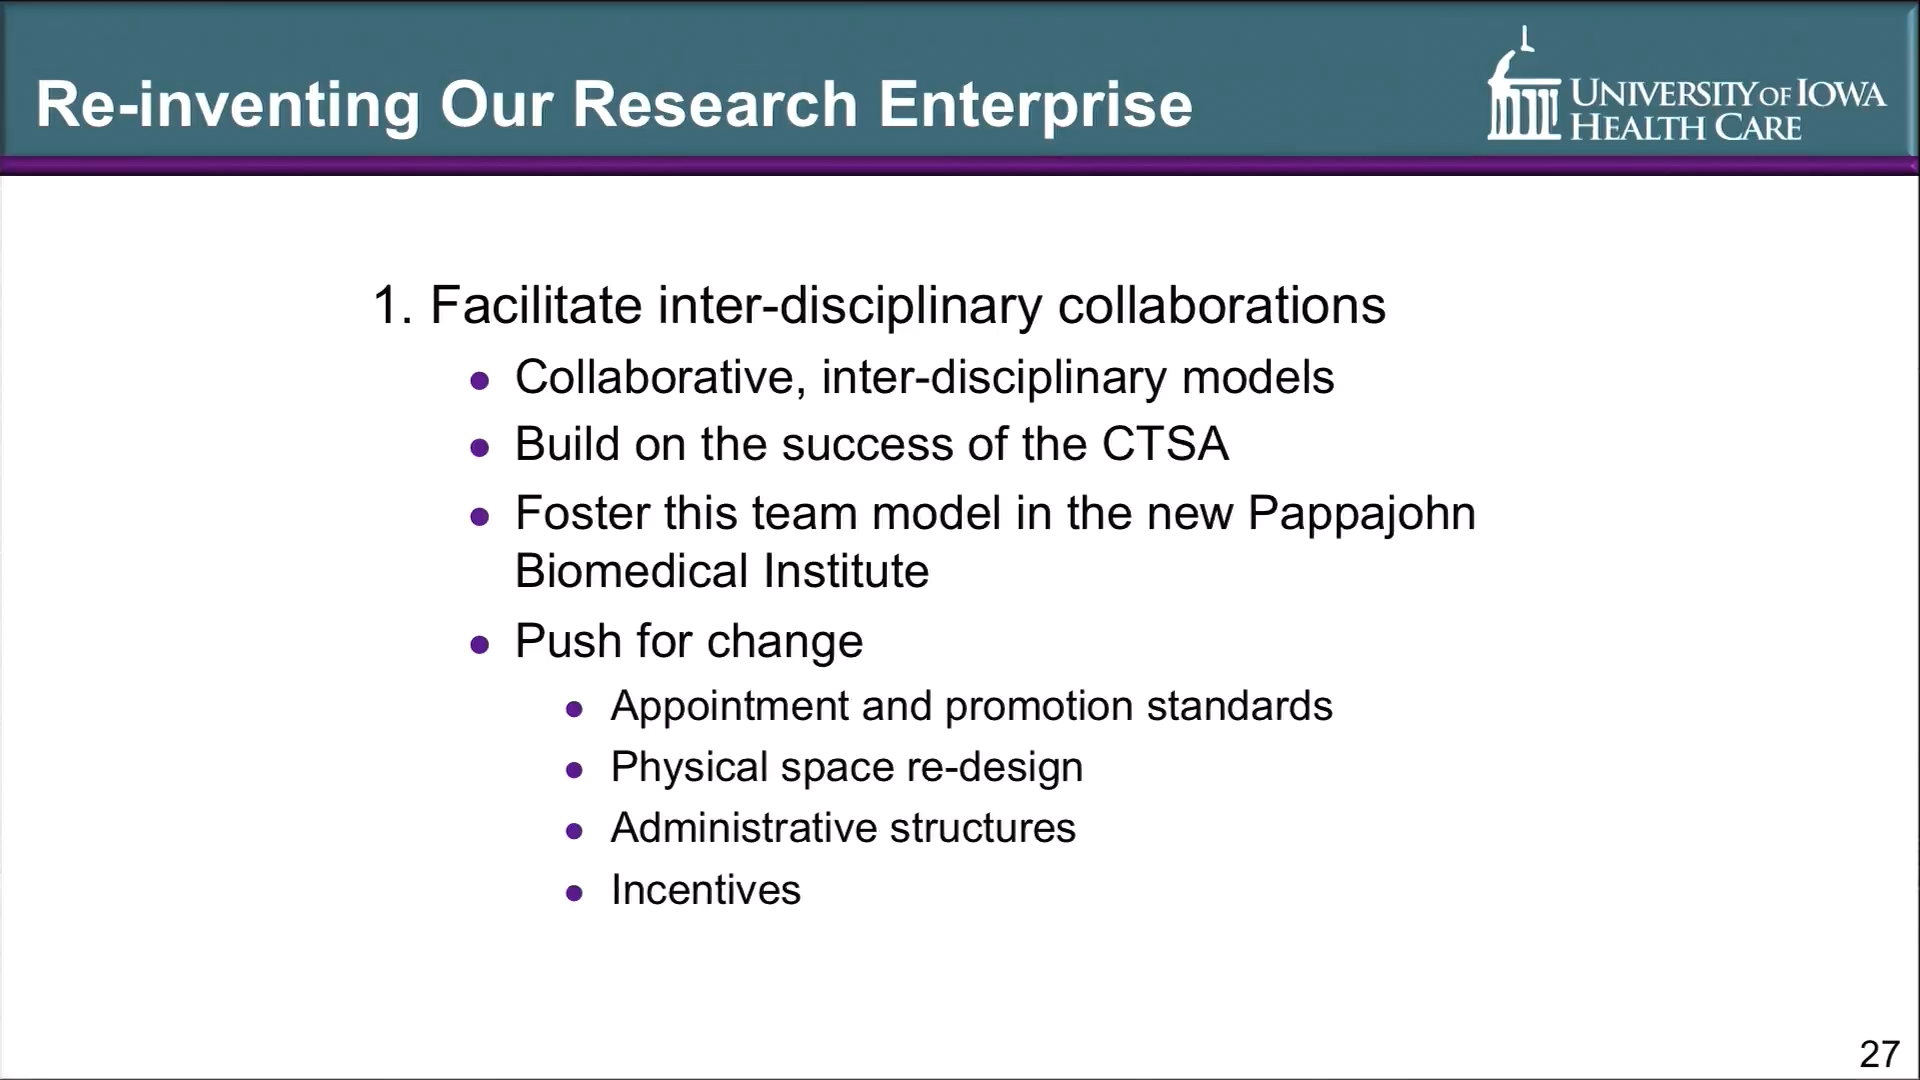 Re-inventing Our Research Enterprise
UNIVERSITY OF IOWA
HEALTH CARE
1. Facilitate inter-disciplinary collaborations
● Collaborative, inter-disciplinary models
● Build on the success of the CTSA
● Foster this team model in the new Pappajohn
Biomedical Institute
● Push for change
● Appointment and promotion standards
● Physical space re-design
● Administrative structures
● Incentives
27